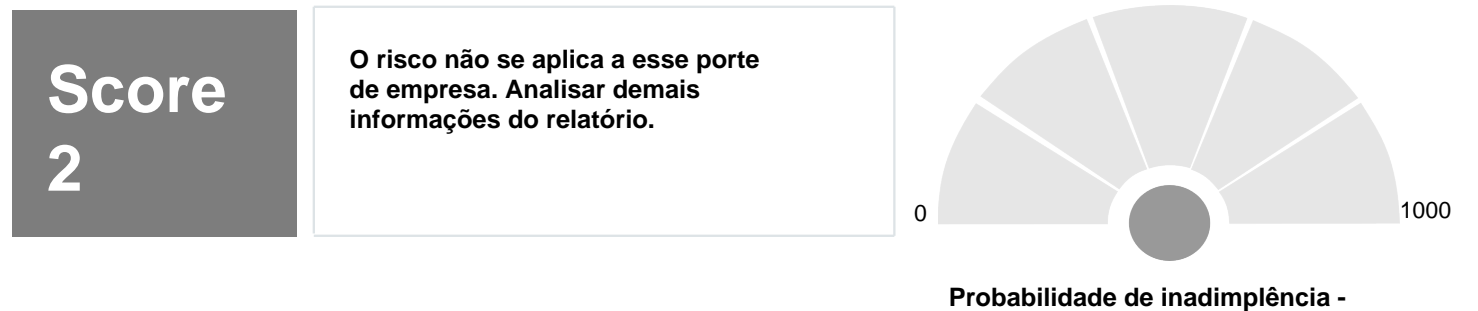 Score
2
O risco não se aplica a esse porte
de empresa. Analisar demais
informações do relatório.
0
1000
Probabilidade de inadimplência -